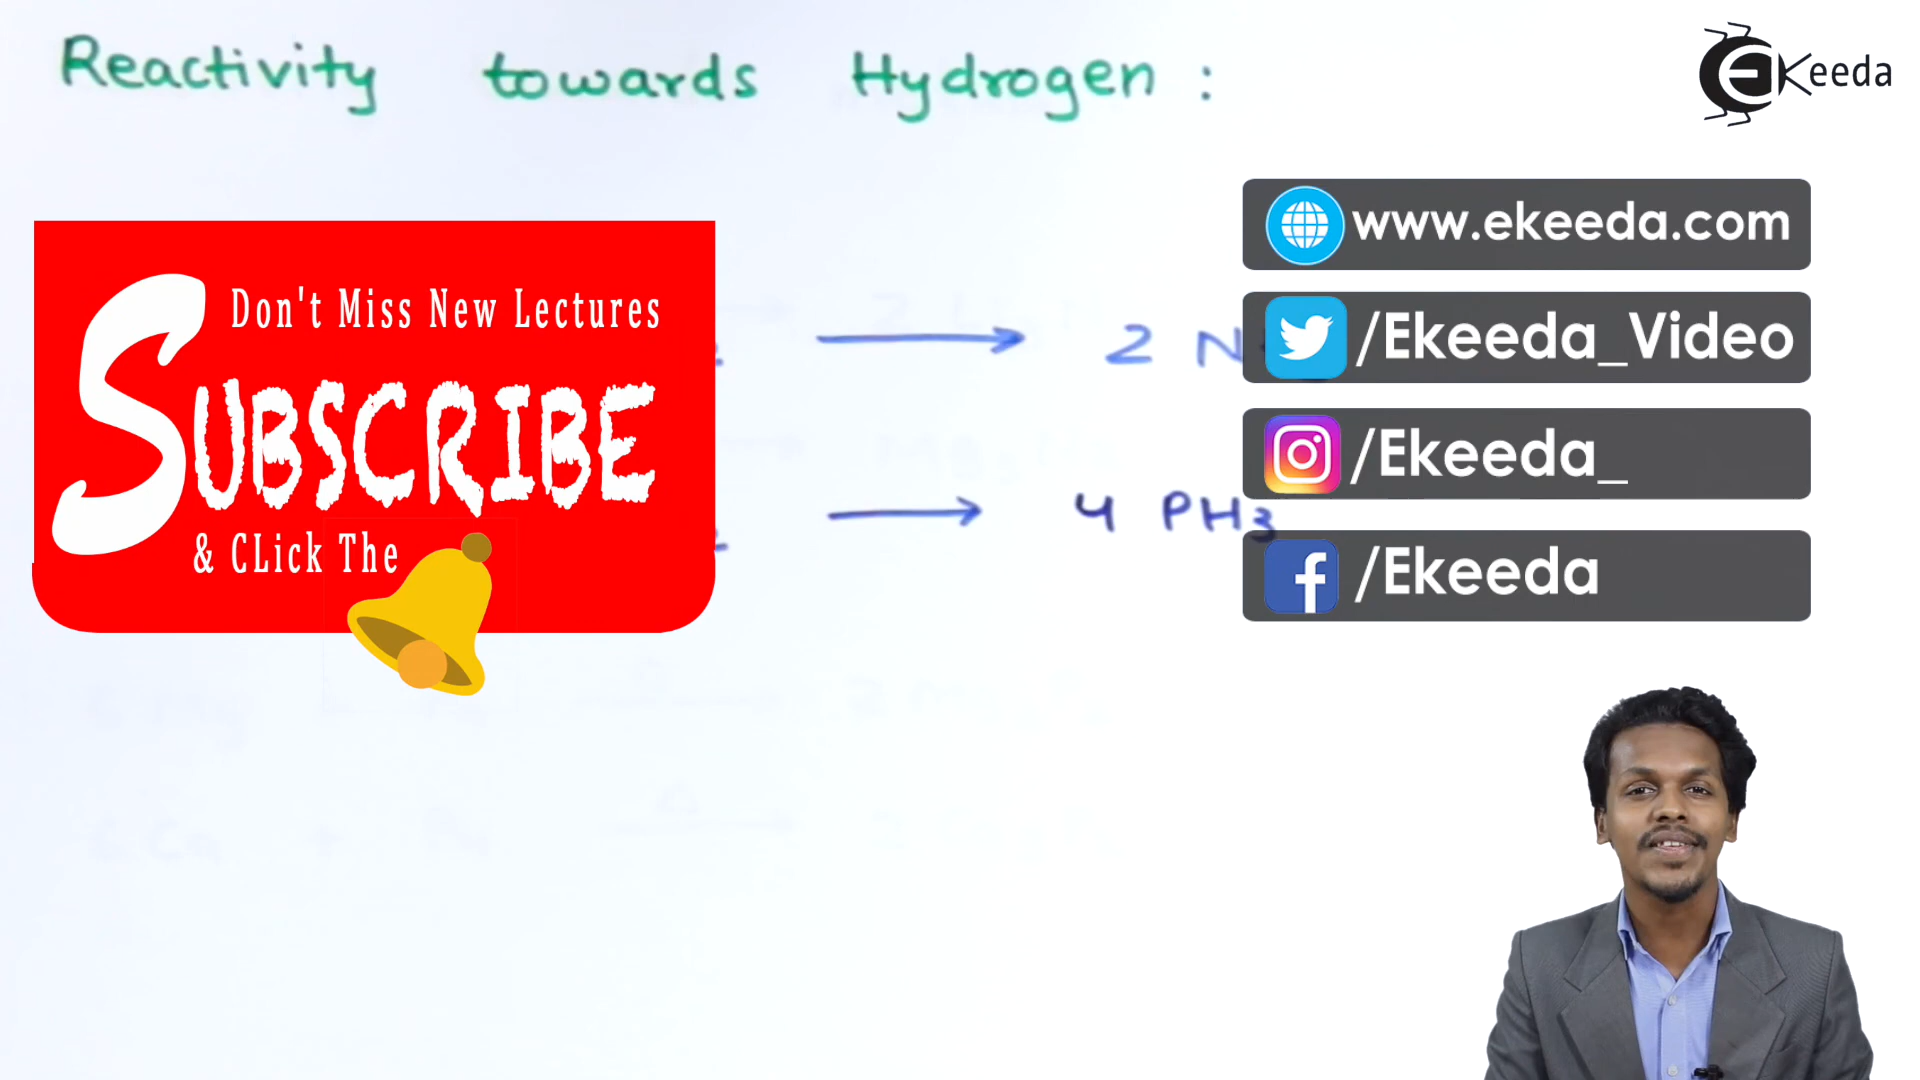 Reactivity towards Hydrogen :
EKeeda
Don't Miss New Lectures
SUBSCRIBE
& CLick The
www.ekeeda.com
/Ekeeda_Video
/Ekeeda_
/Ekeeda
2 N
4 PH3